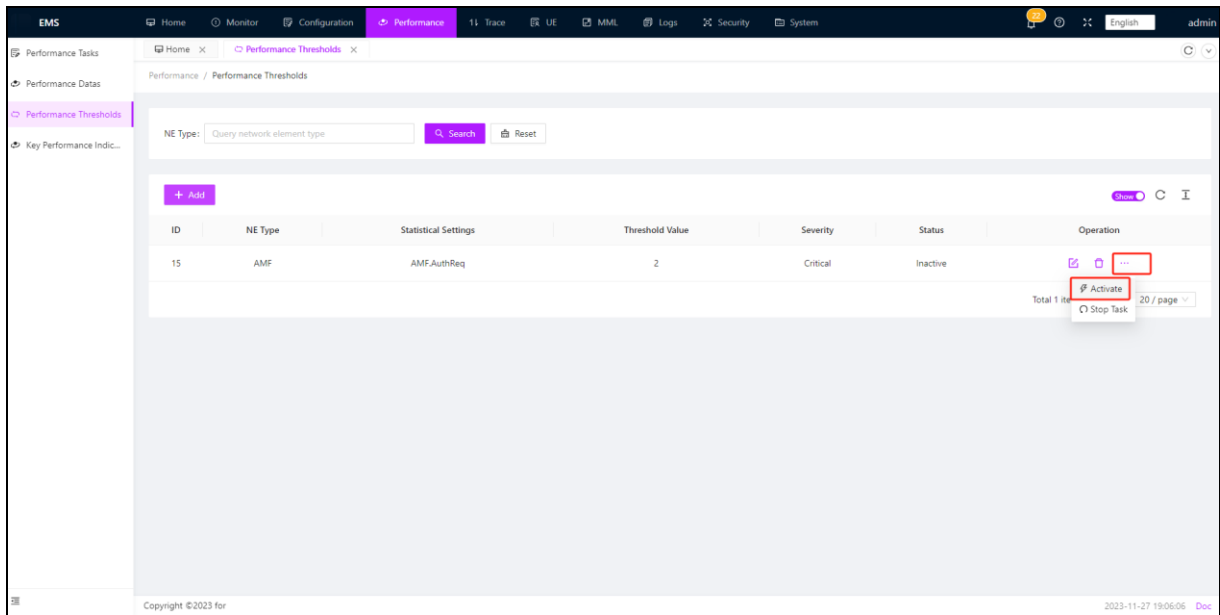 EMS Home Monitor Configuration Performance Trace UE MML Logs Security System 22 English admin
Performance Tasks
Performance Datas
Performance Thresholds
Key Performance Indic...
Home Performance Thresholds
Performance / Performance Thresholds
NE Type: Query network element type Search Reset
+ Add Show
ID NE Type Statistical Settings Threshold Value Severity Status Operation
15 AMF AMF.AuthReq 2 Critical Inactive ...
Activate
Stop Task
Total 1 ite 20 / page
Copyright ©2023 for 2023-11-27 19:06:06 Doc